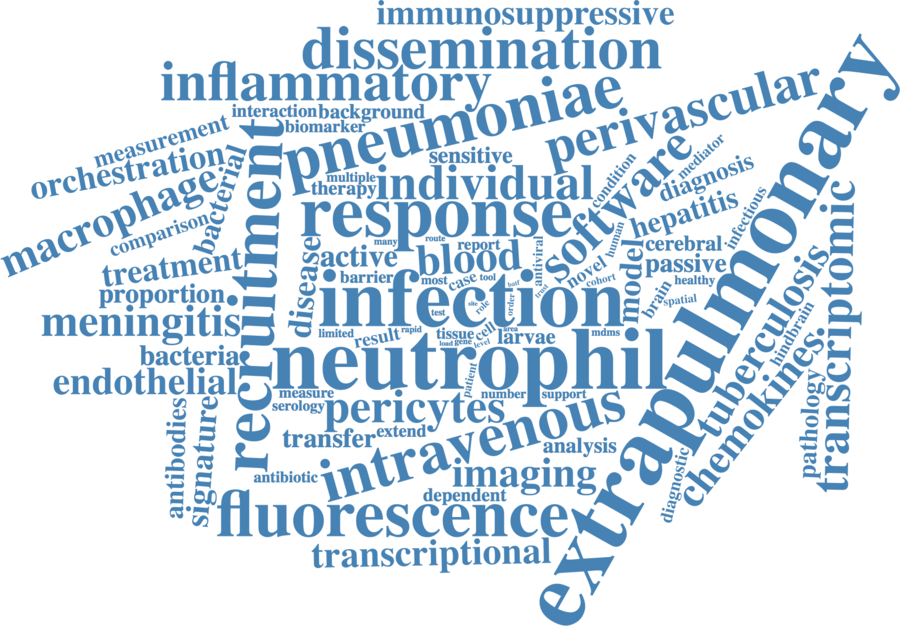 immunosuppressive
dissemination
inflammatory
interaction
background
biomarker
measurement
orchestration
macrophage
comparison
bacterial
recruitment
pneumoniae
perivascular
extrapulmonary
sensitive
multiple
therapy
individual
condition
software
mediator
diagnosis
hepatitis
infectious
response
many
route
report
active
blood
antiviral
novel
human
cohort
cerebral
passive
healthy
brain
spatial
model
treatment
proportion
meningitis
bacteria
endothelial
disease
barrier
most
case
tool
infection
test
site
role
order
trust
limited
result
rapid
tissue
cell
area
load
gene
level
larvae
mdms
neutrophil
patient
measure
serology
number
support
pericytes
transfer
extend
intravenous
analysis
antibiotic
imaging
dependent
fluorescence
transcriptional
antibodies
signature
diagnostic
chemokines:
tuberculosis
hindbrain
pathology
transcriptomic